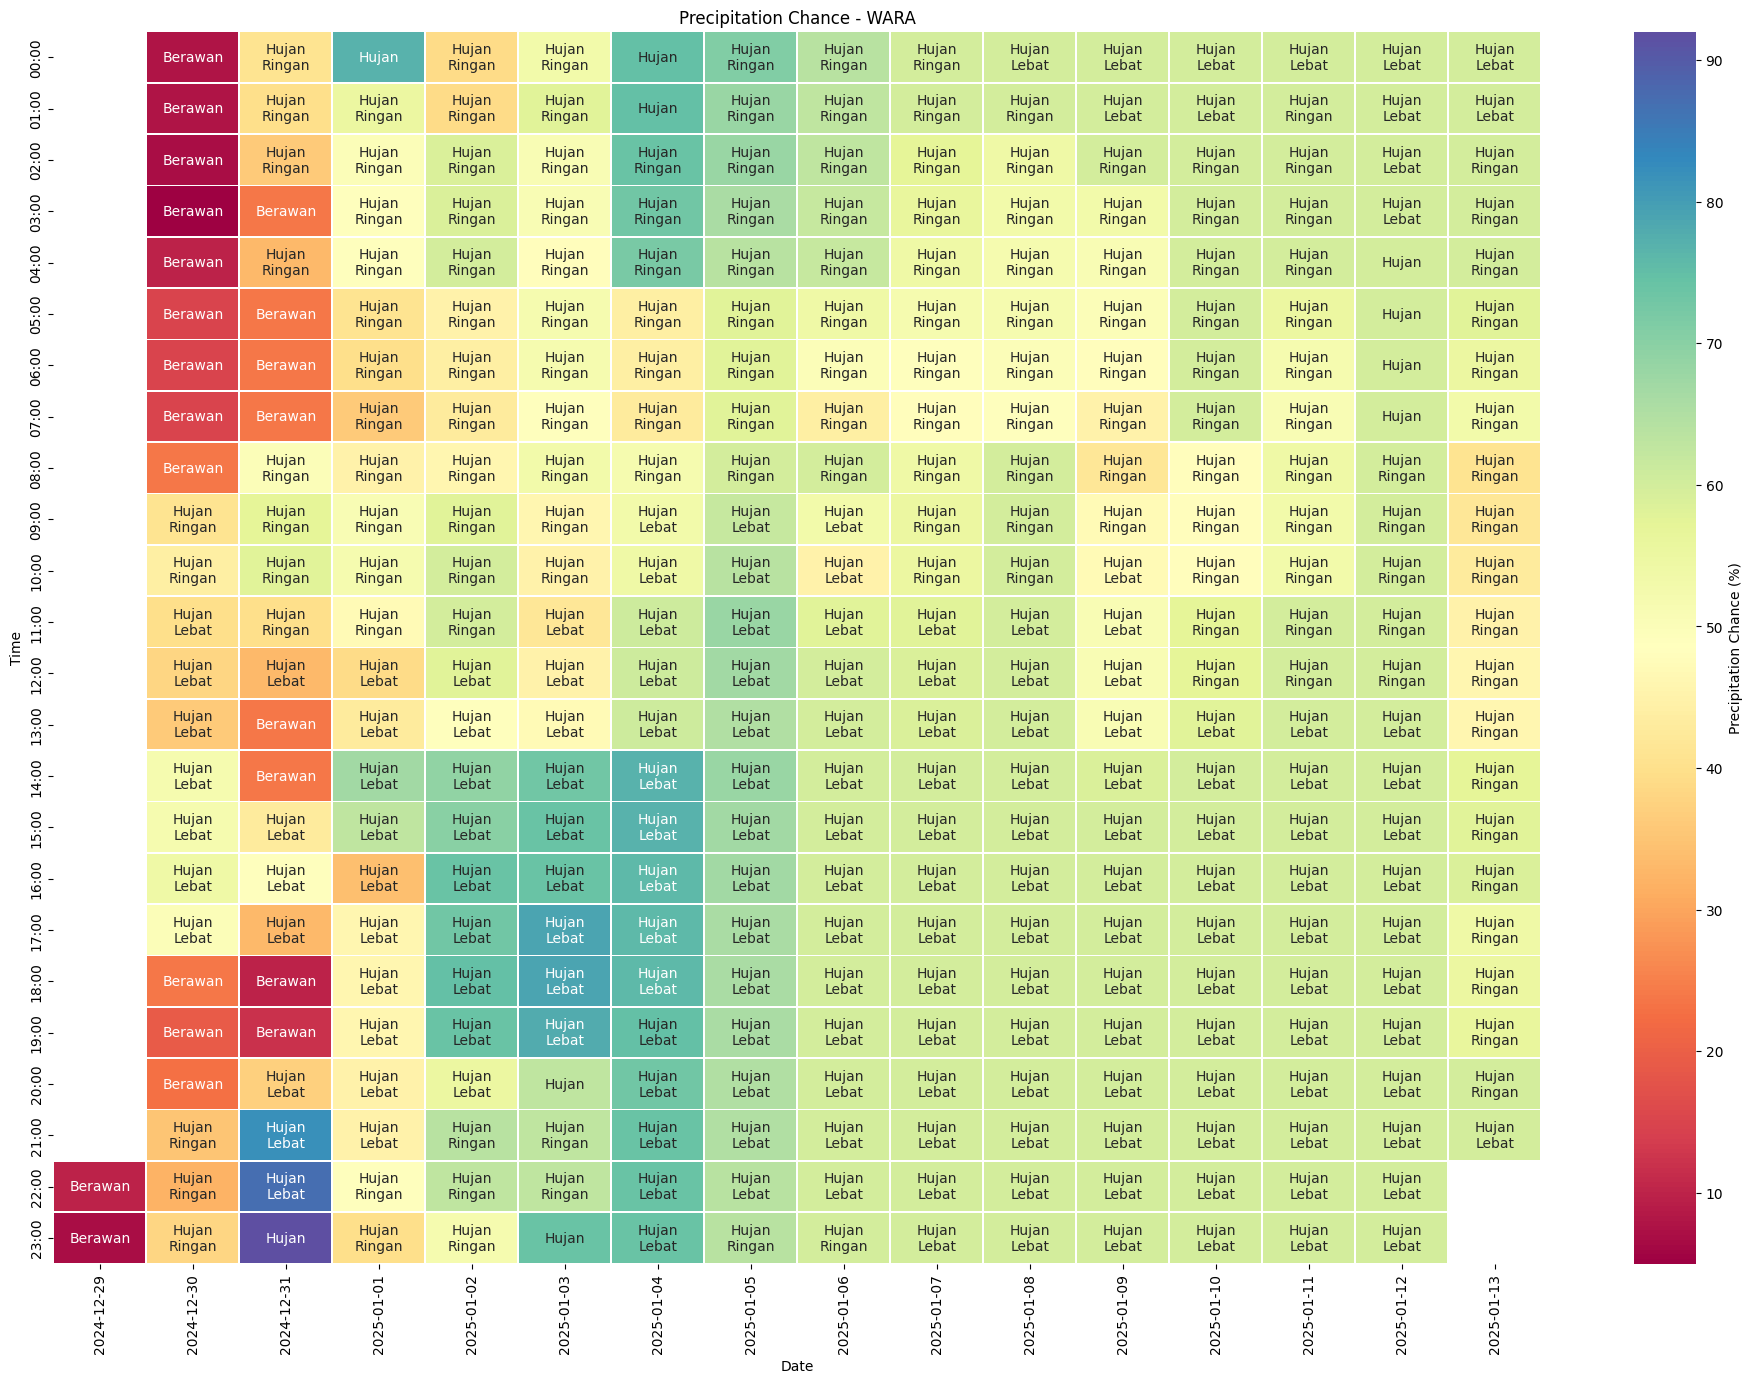 Precipitation Chance - WARA
00:00 Berawan Hujan Ringan Hujan Hujan Ringan Hujan Ringan Hujan Hujan Ringan Hujan Ringan Hujan Ringan Hujan Lebat Hujan Lebat Hujan Lebat Hujan Lebat Hujan Lebat Hujan Lebat
01:00 Berawan Hujan Ringan Hujan Ringan Hujan Ringan Hujan Ringan Hujan Hujan Ringan Hujan Ringan Hujan Ringan Hujan Ringan Hujan Lebat Hujan Lebat Hujan Ringan Hujan Lebat Hujan Lebat
02:00 Berawan Hujan Ringan Hujan Ringan Hujan Ringan Hujan Ringan Hujan Ringan Hujan Ringan Hujan Ringan Hujan Ringan Hujan Ringan Hujan Ringan Hujan Ringan Hujan Ringan Hujan Lebat Hujan Ringan
03:00 Berawan Berawan Hujan Ringan Hujan Ringan Hujan Ringan Hujan Ringan Hujan Ringan Hujan Ringan Hujan Ringan Hujan Ringan Hujan Ringan Hujan Ringan Hujan Ringan Hujan Lebat Hujan Ringan
04:00 Berawan Hujan Ringan Hujan Ringan Hujan Ringan Hujan Ringan Hujan Ringan Hujan Ringan Hujan Ringan Hujan Ringan Hujan Ringan Hujan Ringan Hujan Ringan Hujan Ringan Hujan Hujan Ringan
05:00 Berawan Berawan Hujan Ringan Hujan Ringan Hujan Ringan Hujan Ringan Hujan Ringan Hujan Ringan Hujan Ringan Hujan Ringan Hujan Ringan Hujan Ringan Hujan Ringan Hujan Hujan Ringan
06:00 Berawan Berawan Hujan Ringan Hujan Ringan Hujan Ringan Hujan Ringan Hujan Ringan Hujan Ringan Hujan Ringan Hujan Ringan Hujan Ringan Hujan Ringan Hujan Ringan Hujan Hujan Ringan
07:00 Berawan Berawan Hujan Ringan Hujan Ringan Hujan Ringan Hujan Ringan Hujan Ringan Hujan Ringan Hujan Ringan Hujan Ringan Hujan Ringan Hujan Ringan Hujan Ringan Hujan Hujan Ringan
08:00 Berawan Hujan Ringan Hujan Ringan Hujan Ringan Hujan Ringan Hujan Ringan Hujan Ringan Hujan Ringan Hujan Ringan Hujan Ringan Hujan Ringan Hujan Ringan Hujan Ringan Hujan Ringan Hujan Ringan
09:00 Hujan Ringan Hujan Ringan Hujan Ringan Hujan Ringan Hujan Ringan Hujan Lebat Hujan Lebat Hujan Lebat Hujan Ringan Hujan Ringan Hujan Ringan Hujan Ringan Hujan Ringan Hujan Ringan Hujan Ringan
10:00 Hujan Ringan Hujan Ringan Hujan Ringan Hujan Ringan Hujan Ringan Hujan Lebat Hujan Lebat Hujan Lebat Hujan Ringan Hujan Ringan Hujan Lebat Hujan Ringan Hujan Ringan Hujan Ringan Hujan Ringan
11:00 Hujan Lebat Hujan Ringan Hujan Ringan Hujan Ringan Hujan Lebat Hujan Lebat Hujan Lebat Hujan Lebat Hujan Lebat Hujan Lebat Hujan Lebat Hujan Ringan Hujan Ringan Hujan Ringan Hujan Ringan
12:00 Hujan Lebat Hujan Lebat Hujan Lebat Hujan Lebat Hujan Lebat Hujan Lebat Hujan Lebat Hujan Lebat Hujan Lebat Hujan Lebat Hujan Lebat Hujan Ringan Hujan Ringan Hujan Ringan Hujan Ringan
13:00 Hujan Lebat Berawan Hujan Lebat Hujan Lebat Hujan Lebat Hujan Lebat Hujan Lebat Hujan Lebat Hujan Lebat Hujan Lebat Hujan Lebat Hujan Lebat Hujan Lebat Hujan Lebat Hujan Ringan
14:00 Hujan Lebat Berawan Hujan Lebat Hujan Lebat Hujan Lebat Hujan Lebat Hujan Lebat Hujan Lebat Hujan Lebat Hujan Lebat Hujan Lebat Hujan Lebat Hujan Lebat Hujan Lebat Hujan Ringan
15:00 Hujan Lebat Hujan Lebat Hujan Lebat Hujan Lebat Hujan Lebat Hujan Lebat Hujan Lebat Hujan Lebat Hujan Lebat Hujan Lebat Hujan Lebat Hujan Lebat Hujan Lebat Hujan Lebat Hujan Ringan
16:00 Hujan Lebat Hujan Lebat Hujan Lebat Hujan Lebat Hujan Lebat Hujan Lebat Hujan Lebat Hujan Lebat Hujan Lebat Hujan Lebat Hujan Lebat Hujan Lebat Hujan Lebat Hujan Lebat Hujan Ringan
17:00 Hujan Lebat Hujan Lebat Hujan Lebat Hujan Lebat Hujan Lebat Hujan Lebat Hujan Lebat Hujan Lebat Hujan Lebat Hujan Lebat Hujan Lebat Hujan Lebat Hujan Lebat Hujan Lebat Hujan Ringan
18:00 Berawan Berawan Hujan Lebat Hujan Lebat Hujan Lebat Hujan Lebat Hujan Lebat Hujan Lebat Hujan Lebat Hujan Lebat Hujan Lebat Hujan Lebat Hujan Lebat Hujan Lebat Hujan Ringan
19:00 Berawan Berawan Hujan Lebat Hujan Lebat Hujan Lebat Hujan Lebat Hujan Lebat Hujan Lebat Hujan Lebat Hujan Lebat Hujan Lebat Hujan Lebat Hujan Lebat Hujan Lebat Hujan Ringan
20:00 Berawan Hujan Lebat Hujan Lebat Hujan Lebat Hujan Hujan Lebat Hujan Lebat Hujan Lebat Hujan Lebat Hujan Lebat Hujan Lebat Hujan Lebat Hujan Lebat Hujan Lebat Hujan Ringan
21:00 Hujan Ringan Hujan Lebat Hujan Lebat Hujan Ringan Hujan Ringan Hujan Lebat Hujan Lebat Hujan Lebat Hujan Lebat Hujan Lebat Hujan Lebat Hujan Lebat Hujan Lebat Hujan Lebat Hujan Lebat
22:00 Berawan Hujan Ringan Hujan Lebat Hujan Ringan Hujan Ringan Hujan Ringan Hujan Lebat Hujan Lebat Hujan Lebat Hujan Lebat Hujan Lebat Hujan Lebat Hujan Lebat Hujan Lebat Hujan Lebat
23:00 Berawan Hujan Ringan Hujan Hujan Ringan Hujan Ringan Hujan Hujan Lebat Hujan Ringan Hujan Ringan Hujan Lebat Hujan Lebat Hujan Lebat Hujan Lebat Hujan Lebat Hujan Lebat
Time
2024-12-29 2024-12-30 2024-12-31 2025-01-01 2025-01-02 2025-01-03 2025-01-04 2025-01-05 2025-01-06 2025-01-07 2025-01-08 2025-01-09 2025-01-10 2025-01-11 2025-01-12 2025-01-13
Date
90
80
70
60
50
40
30
20
10
Precipitation Chance (%)